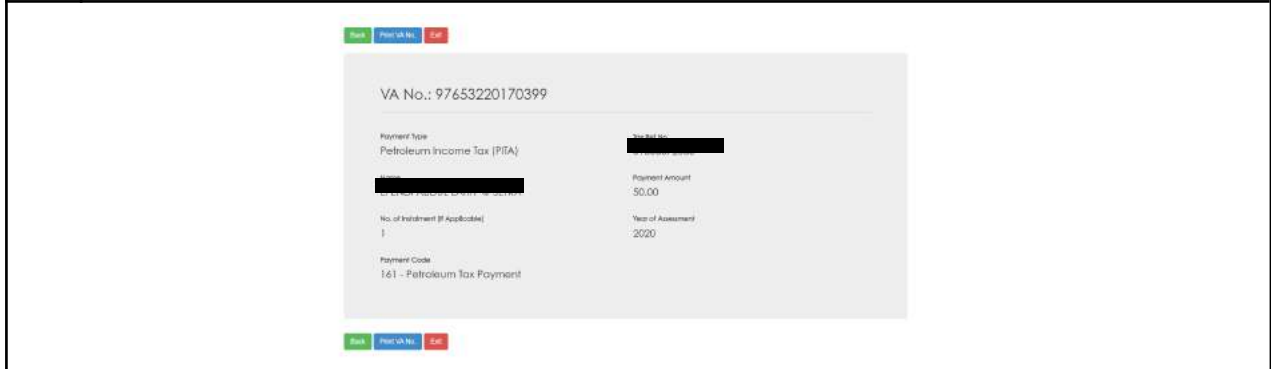 Back Print VA No. Exit
VA No.: 97653220170399
Payment Type
Petroleum Income Tax (PITA)
Tax Ref No.
Name
Payment Amount
50.00
No. of Instalment (If Applicable)
1
Year of Assessment
2020
Payment Code
161 - Petroleum Tax Payment
Back Print VA No. Exit